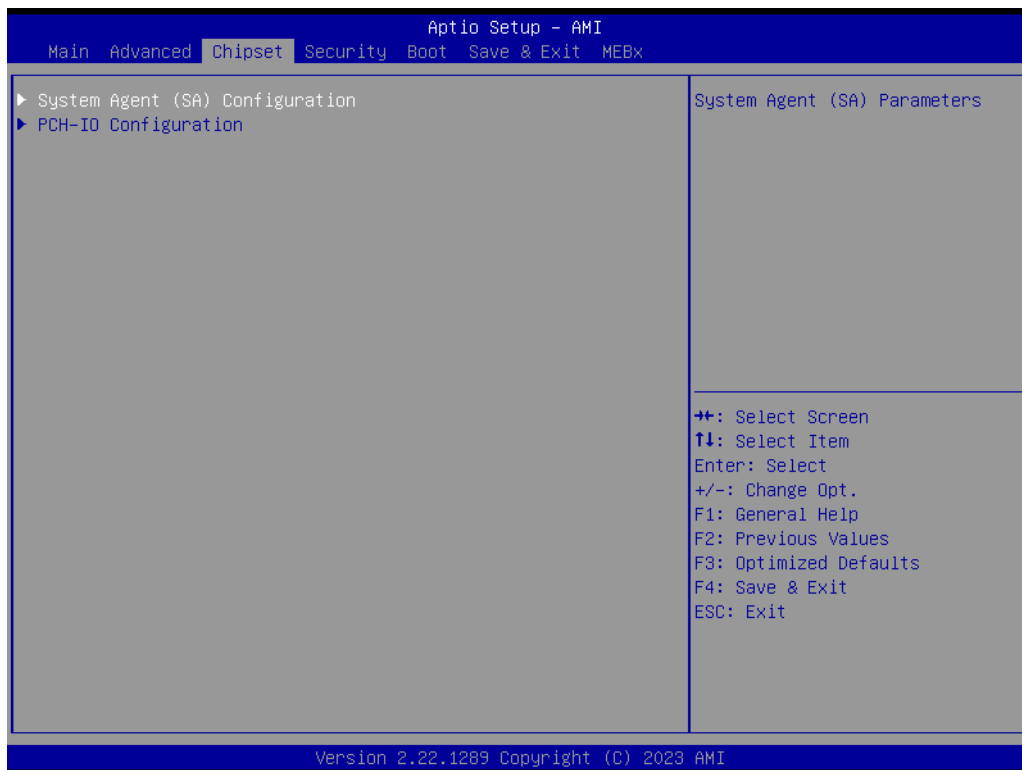 Aptio Setup - AMI
Main Advanced Chipset Security Boot Save & Exit MEBx
▶ System Agent (SA) Configuration
▶ PCH-IO Configuration
System Agent (SA) Parameters
→←: Select Screen
↑↓: Select Item
Enter: Select
+/-: Change Opt.
F1: General Help
F2: Previous Values
F3: Optimized Defaults
F4: Save & Exit
ESC: Exit
Version 2.22.1289 Copyright (C) 2023 AMI